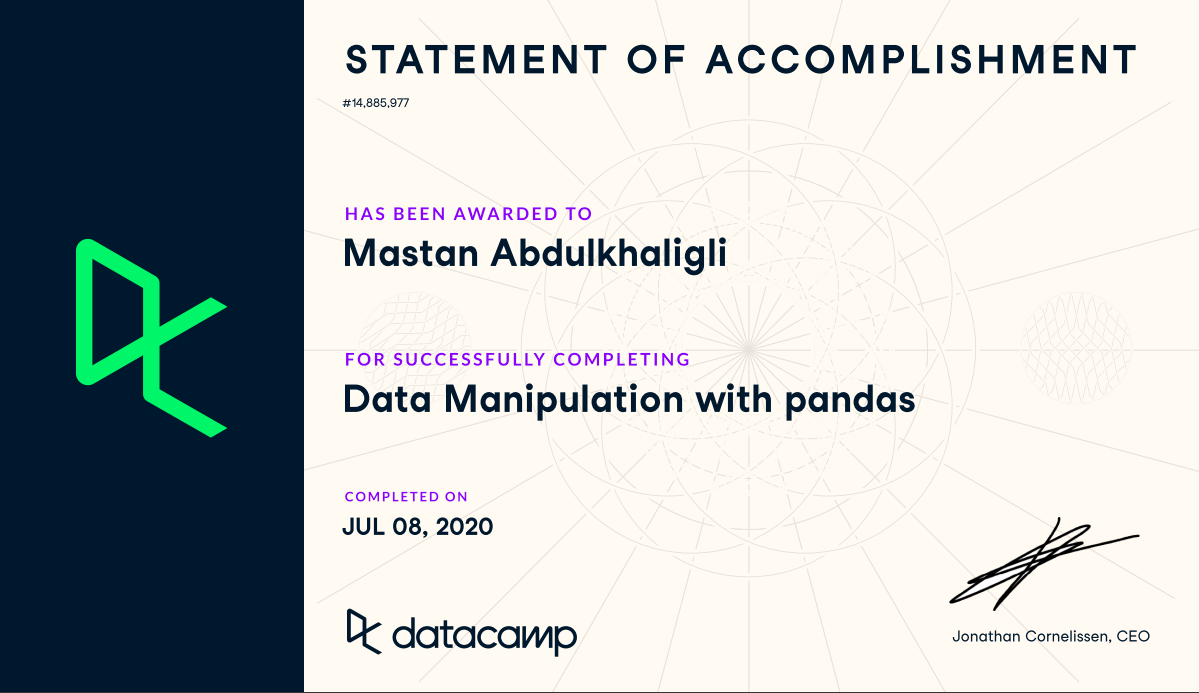 STATEMENT OF ACCOMPLISHMENT
#14,885,977
HAS BEEN AWARDED TO
Mastan Abdulkhaligli
FOR SUCCESSFULLY COMPLETING
Data Manipulation with pandas
COMPLETED ON
JUL 08, 2020
datacamp
Jonathan Cornelissen, CEO